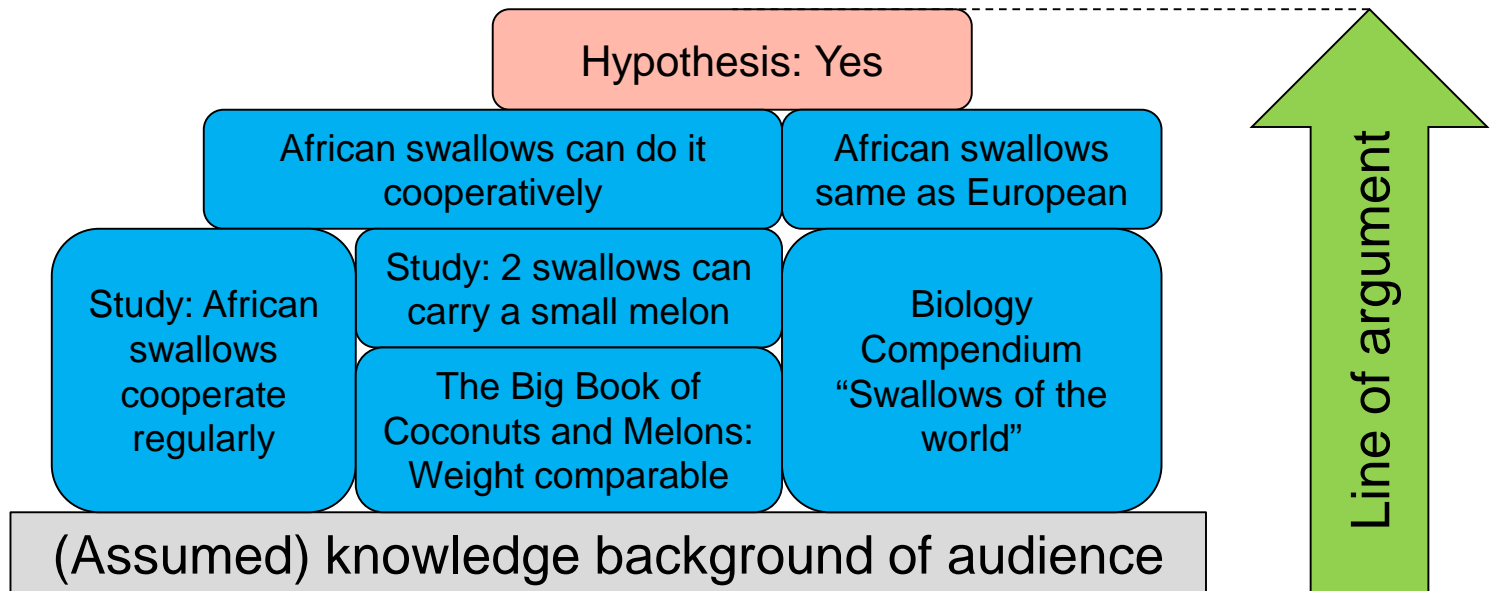 Hypothesis: Yes
African swallows can do it
cooperatively
African swallows
same as European
Study: African
swallows
cooperate
regularly
Study: 2 swallows can
carry a small melon
The Big Book of
Coconuts and Melons:
Weight comparable
Biology
Compendium
“Swallows of the
world”
(Assumed) knowledge background of audience
Line of argument